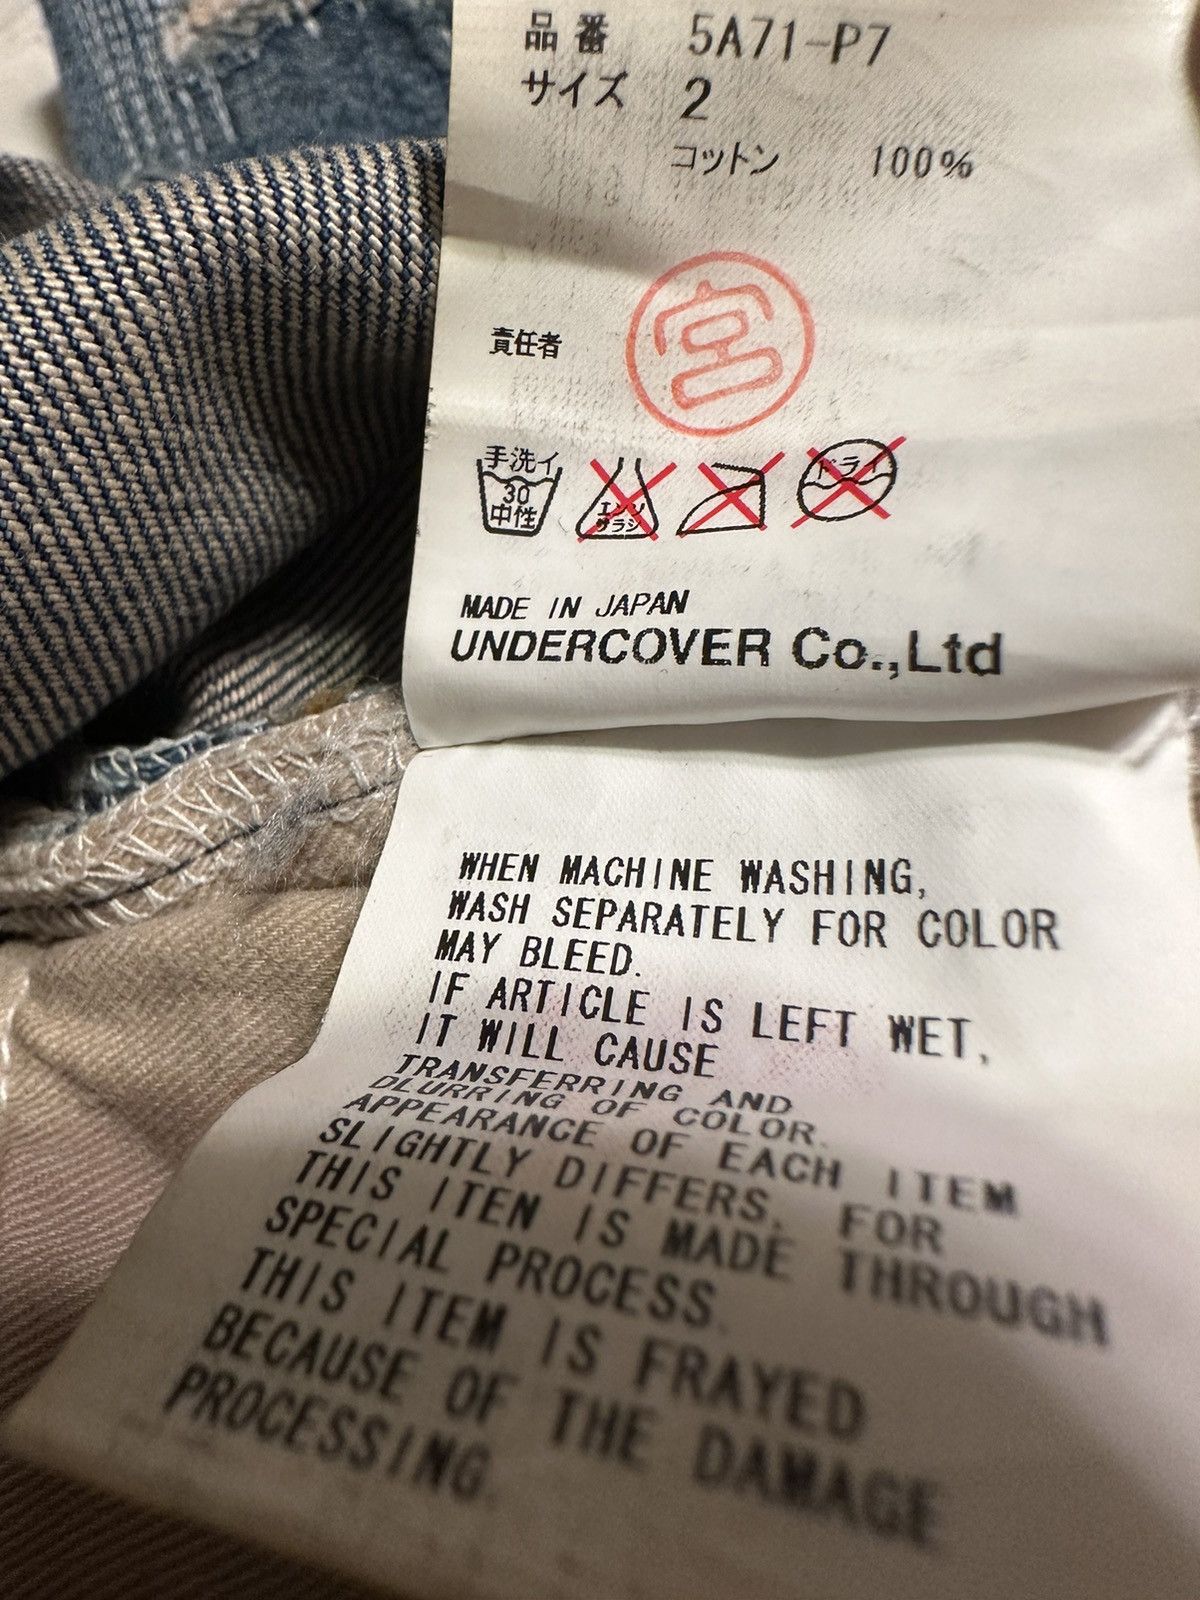 品番 5A71-P7
サイズ 2
コットン 100%
責任者 宮
手洗イ 30 中性
エンソ サラシ
ドライ
MADE IN JAPAN
UNDERCOVER Co.,Ltd
WHEN MACHINE WASHING,
WASH SEPARATELY FOR COLOR
MAY BLEED.
IF ARTICLE IS LEFT WET,
IT WILL CAUSE
TRANSFERRING AND
DLURRING OF COLOR.
APPEARANCE OF EACH ITEM
SLIGHTLY DIFFERS. FOR
THIS ITEN IS MADE THROUGH
SPECIAL PROCESS.
THIS ITEM IS FRAYED
BECAUSE OF THE DAMAGE
PROCESSING.